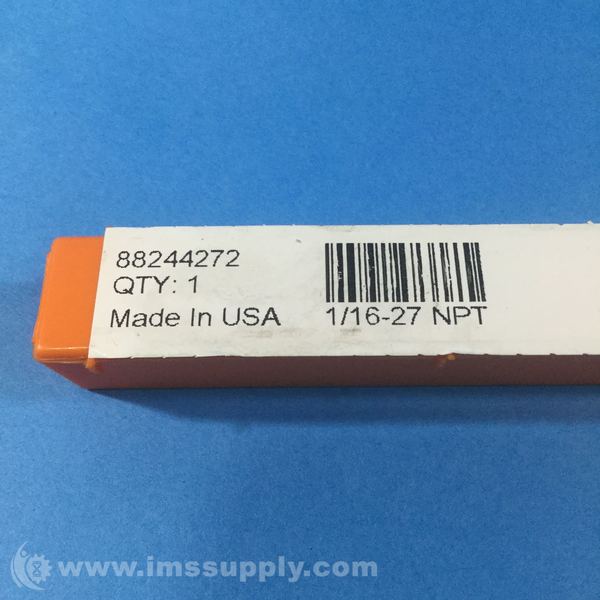 88244272
QTY: 1
Made In USA
1/16-27 NPT
www.imssupply.com